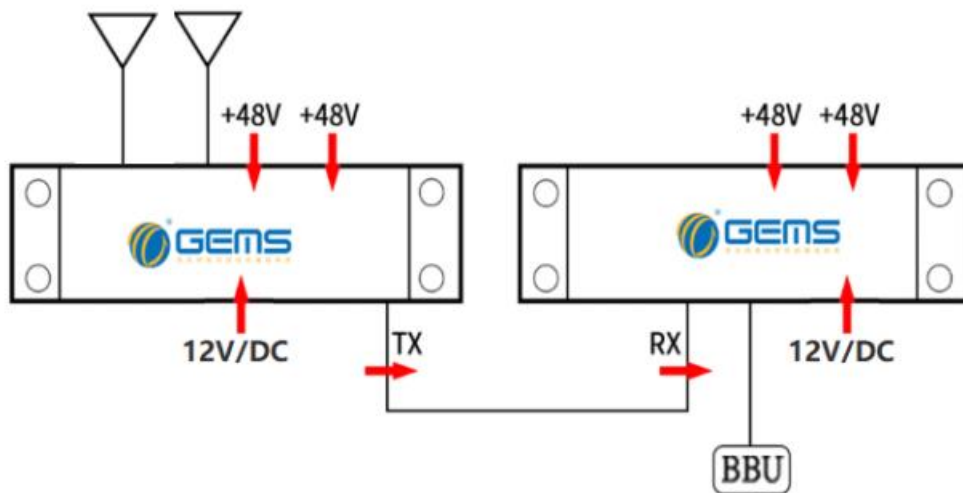 +48V +48V
+48V +48V
GEMS
®
GEMS
®
12V/DC
TX
RX
12V/DC
BBU